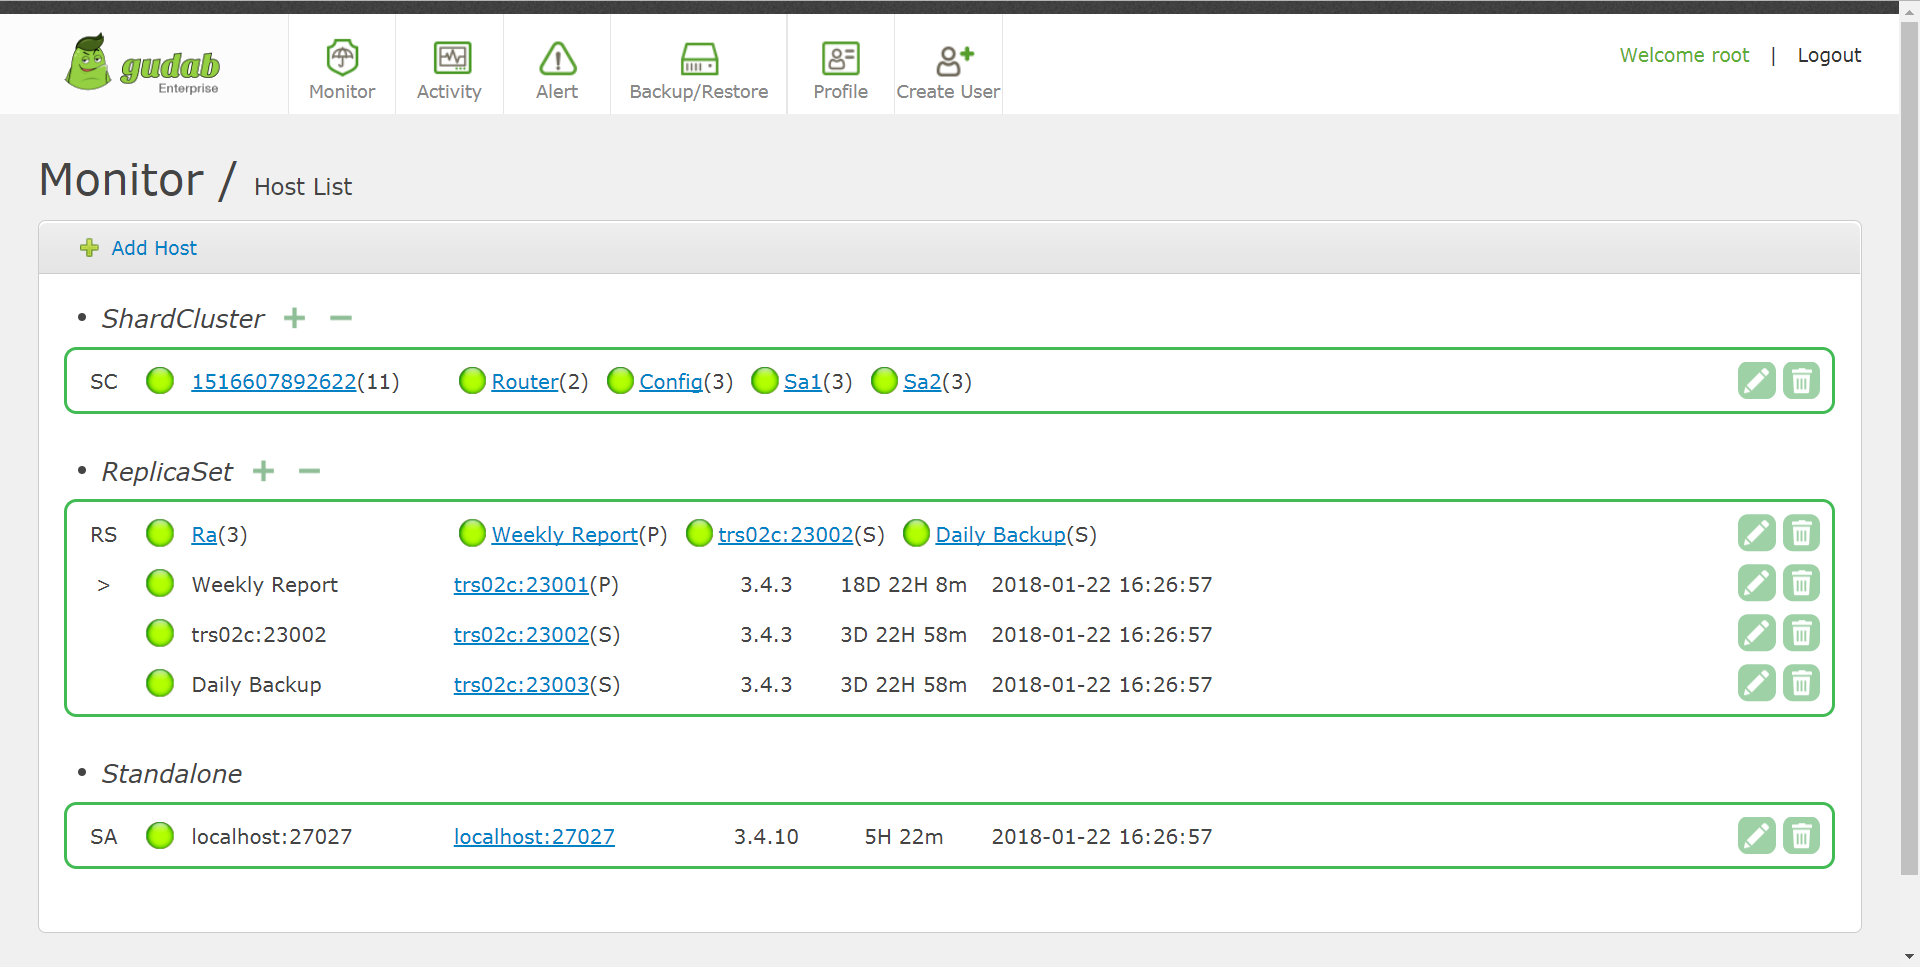 gudab
Enterprise
Monitor
Activity
Alert
Backup/Restore
Profile
Create User
Welcome root | Logout
Monitor / Host List
Add Host
• ShardCluster
SC 1516607892622(11) Router(2) Config(3) Sa1(3) Sa2(3)
• ReplicaSet
RS Ra(3) Weekly Report(P) trs02c:23002(S) Daily Backup(S)
> Weekly Report trs02c:23001(P) 3.4.3 18D 22H 8m 2018-01-22 16:26:57
trs02c:23002 trs02c:23002(S) 3.4.3 3D 22H 58m 2018-01-22 16:26:57
Daily Backup trs02c:23003(S) 3.4.3 3D 22H 58m 2018-01-22 16:26:57
• Standalone
SA localhost:27027 localhost:27027 3.4.10 5H 22m 2018-01-22 16:26:57